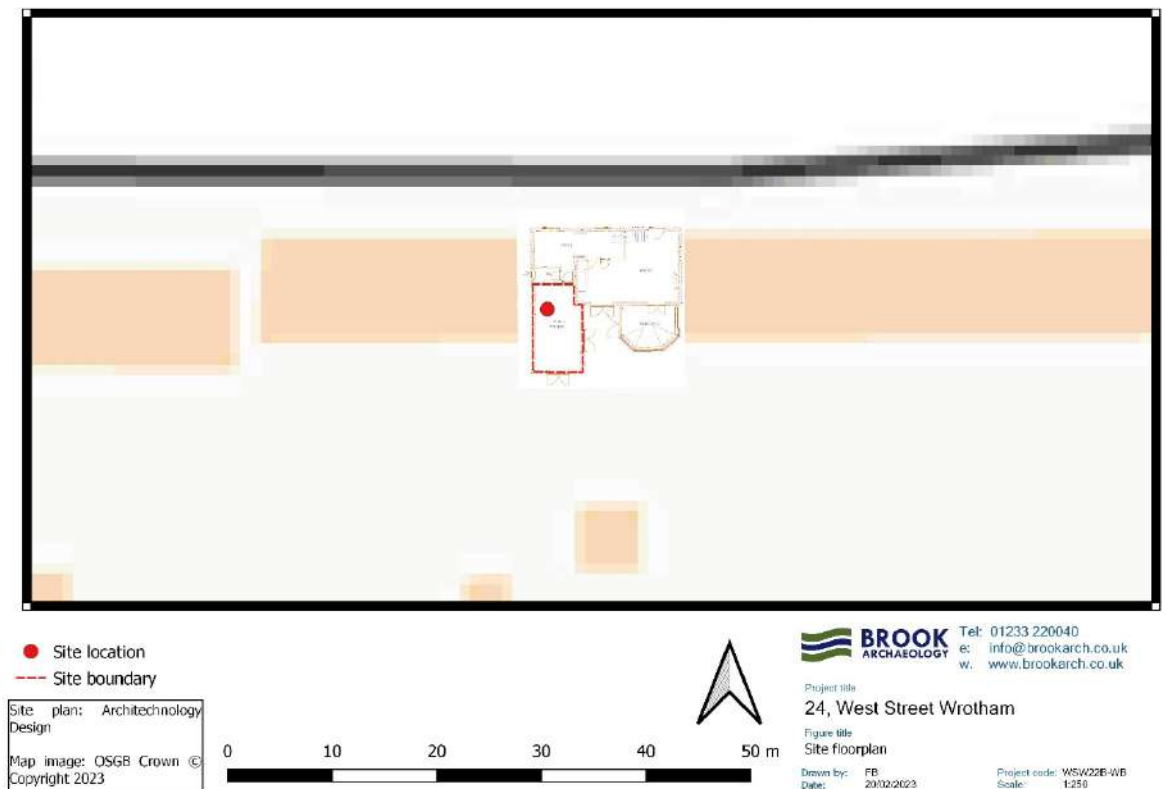 Site location
Site boundary
Site plan: Architechnology
Design
Map image: OSGB Crown ©
Copyright 2023
0 10 20 30 40 50 m
BROOK
ARCHAEOLOGY
Tel: 01233 220040
e: info@brookarch.co.uk
w. www.brookarch.co.uk
Project title
24, West Street Wrotham
Figure title
Site floorplan
Drawn by: FB
Date: 20/02/2023
Project code: WSW22B-WB
Scale: 1:250